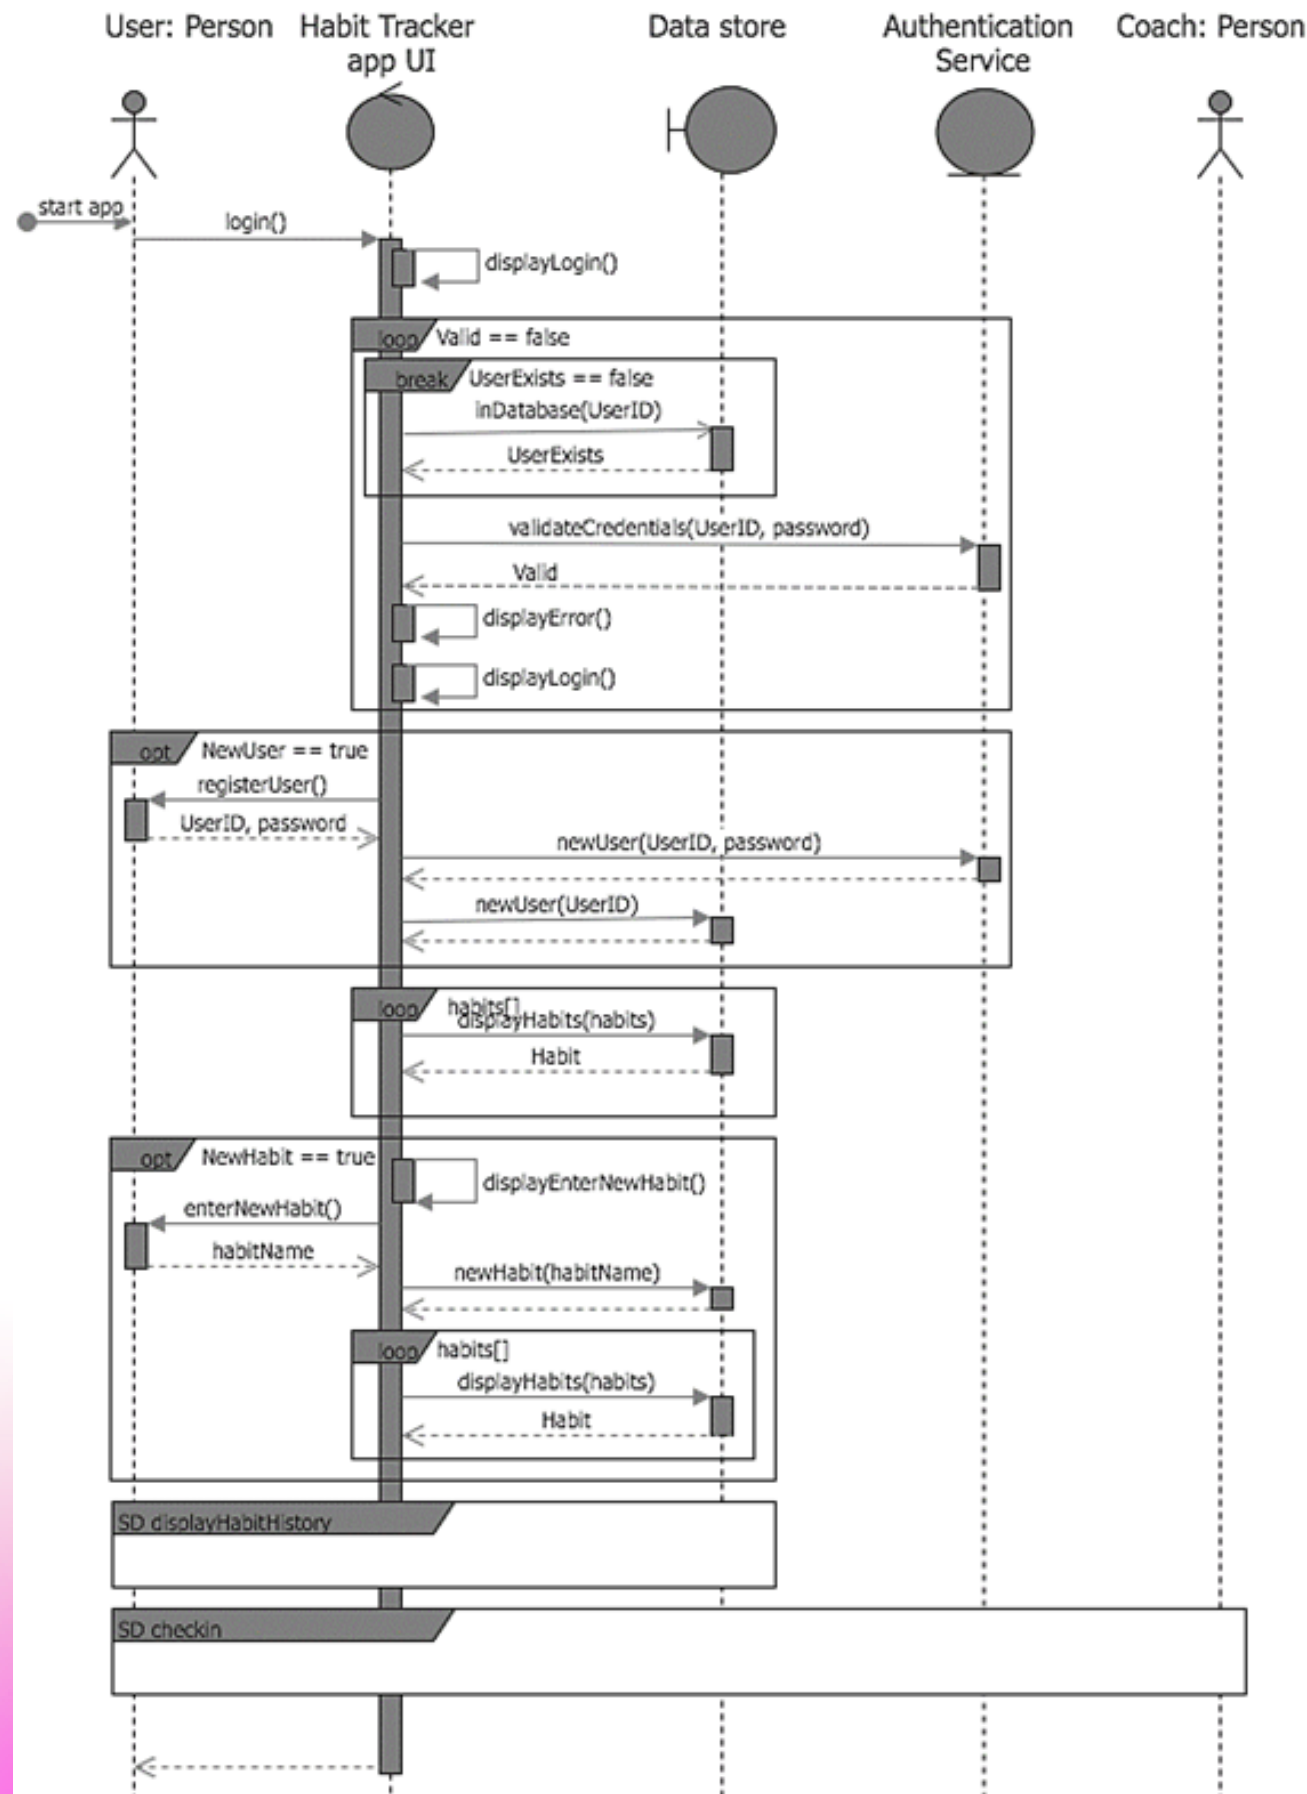 User: Person
Habit Tracker
app UI
Data store
Authentication
Service
Coach: Person
start app
login()
displayLogin()
loop
Valid == false
break
UserExists == false
inDatabase(UserID)
UserExists
validateCredentials(UserID, password)
Valid
displayError()
displayLogin()
opt
NewUser == true
registerUser()
UserID, password
newUser(UserID, password)
newUser(UserID)
loop
habits[]
displayHabits(habits)
Habit
opt
NewHabit == true
displayEnterNewHabit()
enterNewHabit()
habitName
newHabit(habitName)
loop
habits[]
displayHabits(habits)
Habit
SD displayHabitHistory
SD checkin